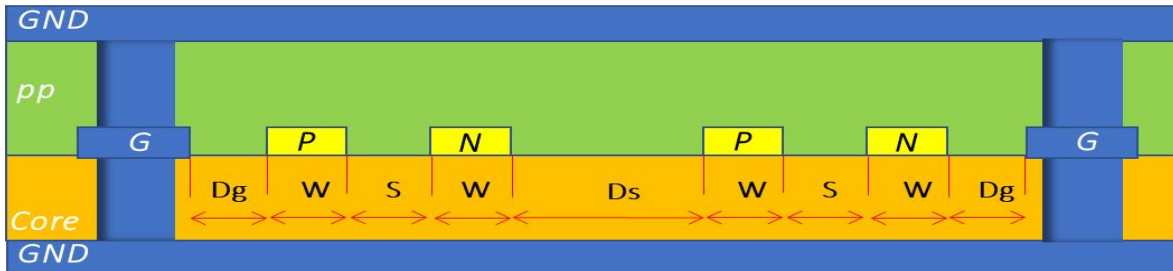 GND
pp
G P N P N G
Dg W S W Ds W S W Dg
Core
GND